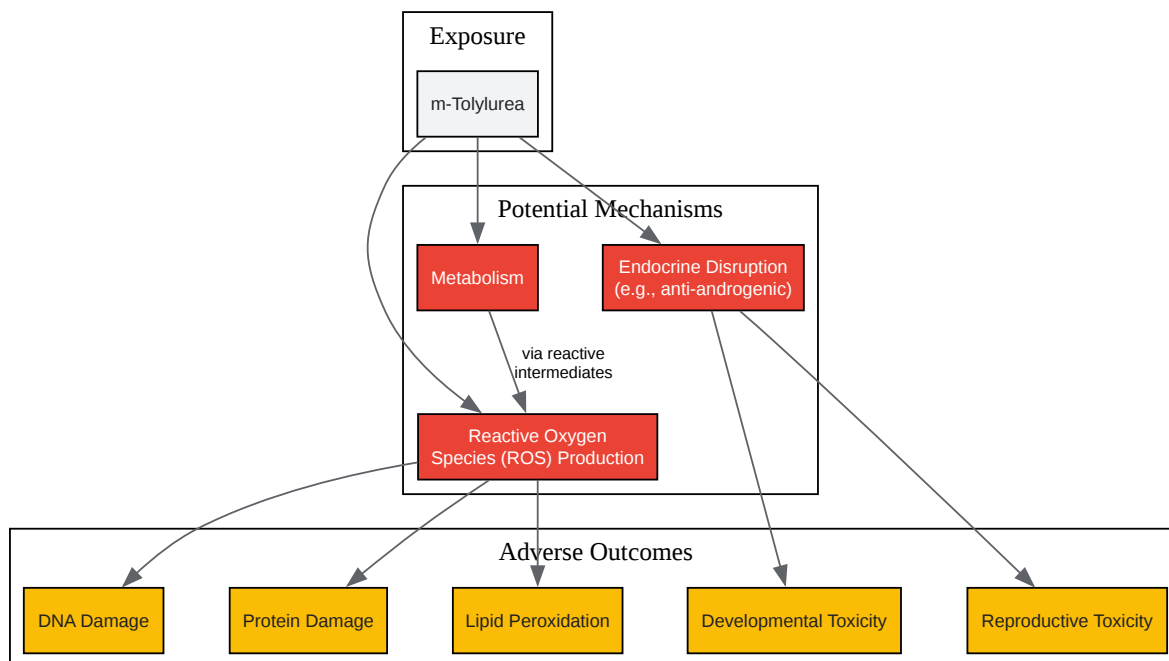 Exposure
m-Tolylurea
Potential Mechanisms
Metabolism
Endocrine Disruption
(e.g., anti-androgenic)
via reactive
intermediates
Reactive Oxygen
Species (ROS) Production
Adverse Outcomes
DNA Damage
Protein Damage
Lipid Peroxidation
Developmental Toxicity
Reproductive Toxicity